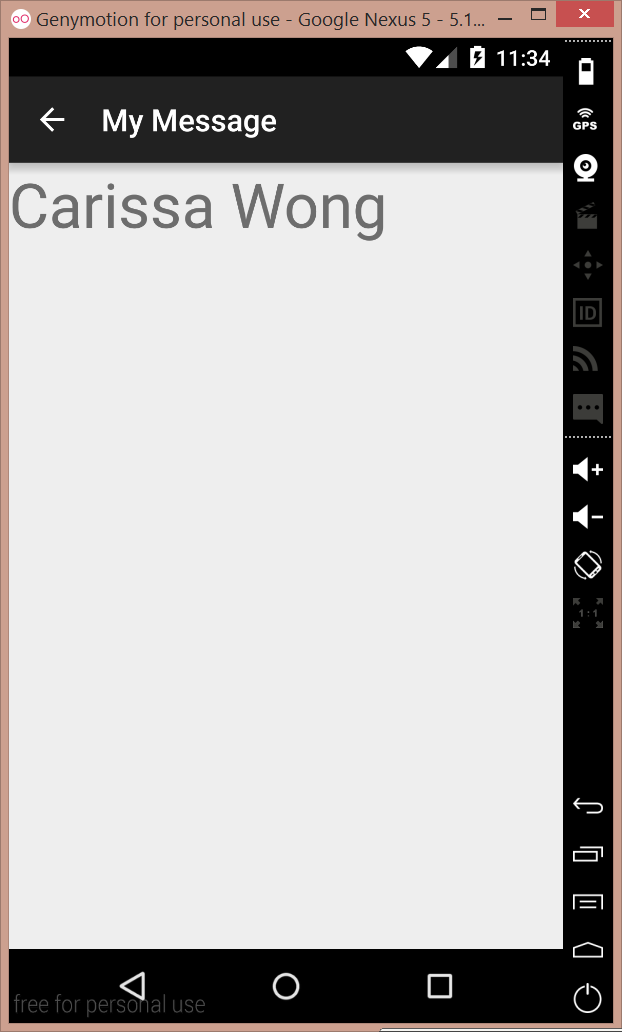 Genymotion for personal use - Google Nexus 5 - 5.1...
11:34
My Message
GPS
Carissa Wong
ID
1:1
free for personal use